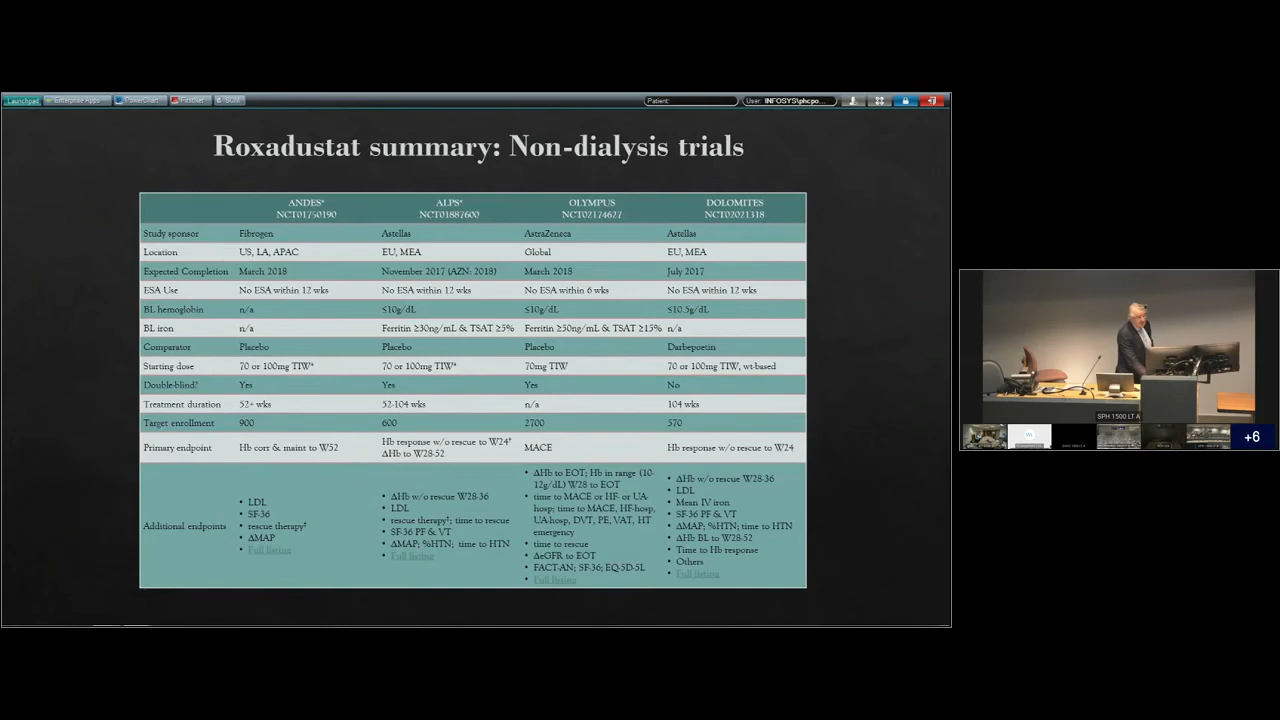 Launchpad Enterprise Apps PowerChart FirstNet SCM Patient: User: INFOSYS\phcpo...
Roxadustat summary: Non-dialysis trials
ANDES* ALPS* OLYMPUS DOLOMITES
NCT01750190 NCT01887600 NCT02174627 NCT02021318
Study sponsor Fibrogen Astellas AstraZeneca Astellas
Location US, LA, APAC EU, MEA Global EU, MEA
Expected Completion March 2018 November 2017 (AZN: 2018) March 2018 July 2017
ESA Use No ESA within 12 wks No ESA within 12 wks No ESA within 6 wks No ESA within 12 wks
BL hemoglobin n/a ≤10g/dL ≤10g/dL ≤10.5g/dL
BL iron n/a Ferritin ≥30ng/mL & TSAT ≥5% Ferritin ≥50ng/mL & TSAT ≥15% n/a
Comparator Placebo Placebo Placebo Darbepoetin
Starting dose 70 or 100mg TIW* 70 or 100mg TIW* 70mg TIW 70 or 100mg TIW, wt-based
Double-blind? Yes Yes Yes No
Treatment duration 52+ wks 52-104 wks n/a 104 wks
Target enrollment 900 600 2700 570
Primary endpoint Hb corr & maint to W52 Hb response w/o rescue to W24† MACE Hb response w/o rescue to W24
ΔHb to W28-52
Additional endpoints
• LDL
• SF-36
• rescue therapy‡
• ΔMAP
• Full listing
• ΔHb w/o rescue W28-36
• LDL
• rescue therapy‡; time to rescue
• SF-36 PF & VT
• ΔMAP; %HTN; time to HTN
• Full listing
• ΔHb to EOT; Hb in range (10-
12g/dL) W28 to EOT
• time to MACE or HF- or UA-
hosp; time to MACE, HF-hosp,
UA-hosp, DVT, PE, VAT, HT
emergency
• time to rescue
• ΔeGFR to EOT
• FACT-AN; SF-36; EQ-5D-5L
• Full listing
• ΔHb w/o rescue W28-36
• LDL
• Mean IV iron
• SF-36 PF & VT
• ΔMAP; %HTN; time to HTN
• ΔHb BL to W28-52
• Time to Hb response
• Others
• Full listing
SPH 1500 LT A
+6